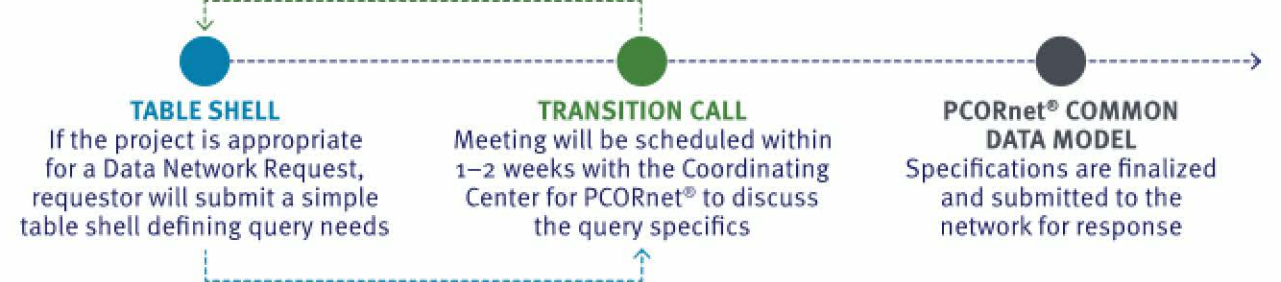 TABLE SHELL
If the project is appropriate
for a Data Network Request,
requestor will submit a simple
table shell defining query needs
TRANSITION CALL
Meeting will be scheduled within
1–2 weeks with the Coordinating
Center for PCORnet® to discuss
the query specifics
PCORnet® COMMON
DATA MODEL
Specifications are finalized
and submitted to the
network for response